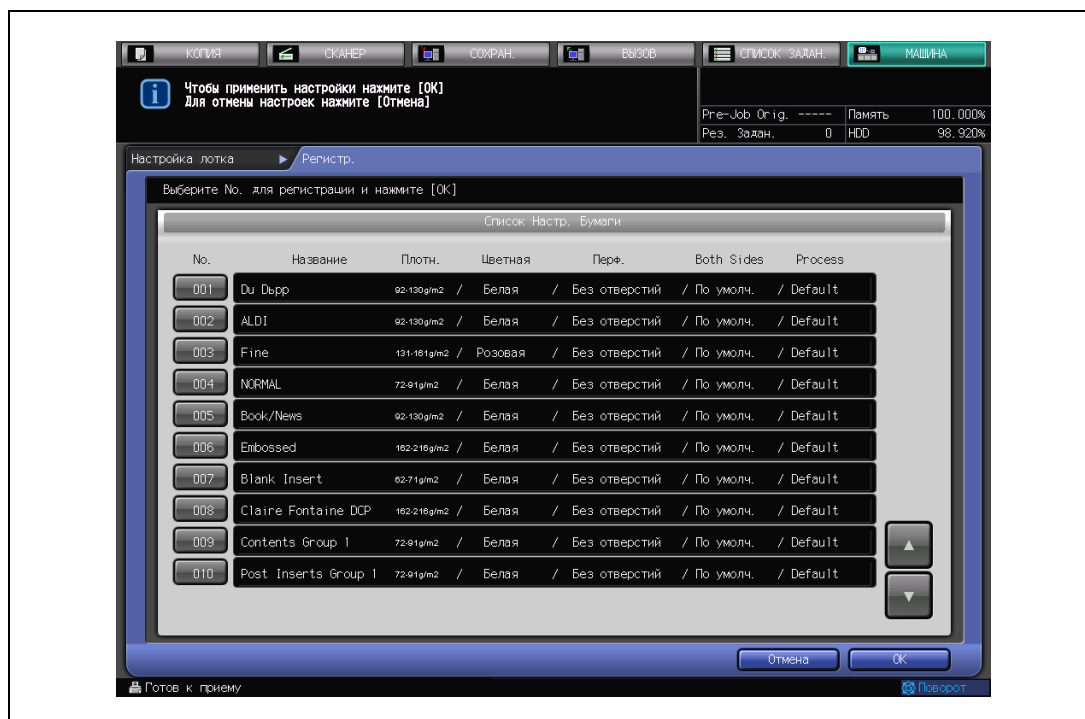 КОПИЯ СКАНЕР СОХРАН. ВЫЗОВ СПИСОК ЗАДАН. МАШИНА
Чтобы применить настройки нажмите [OK]
Для отмены настроек нажмите [Отмена]
Pre-Job Orig. ----- Память 100.000%
Рез. Задан. 0 HDD 98.920%
Настройка лотка Регистр.
Выберите No. для регистрации и нажмите [OK]
Список Настр. Бумаги
No. Название Плотн. Цветная Перф. Both Sides Process
001 Du Dьpp 92-130g/m2 / Белая / Без отверстий / По умолч. / Default
002 ALDI 92-130g/m2 / Белая / Без отверстий / По умолч. / Default
003 Fine 131-161g/m2 / Розовая / Без отверстий / По умолч. / Default
004 NORMAL 72-91g/m2 / Белая / Без отверстий / По умолч. / Default
005 Book/News 92-130g/m2 / Белая / Без отверстий / По умолч. / Default
006 Embossed 162-216g/m2 / Белая / Без отверстий / По умолч. / Default
007 Blank Insert 62-71g/m2 / Белая / Без отверстий / По умолч. / Default
008 Claire Fontaine DCP 162-216g/m2 / Белая / Без отверстий / По умолч. / Default
009 Contents Group 1 72-91g/m2 / Белая / Без отверстий / По умолч. / Default
010 Post Inserts Group 1 72-91g/m2 / Белая / Без отверстий / По умолч. / Default
Отмена OK
Готов к приему Поворот